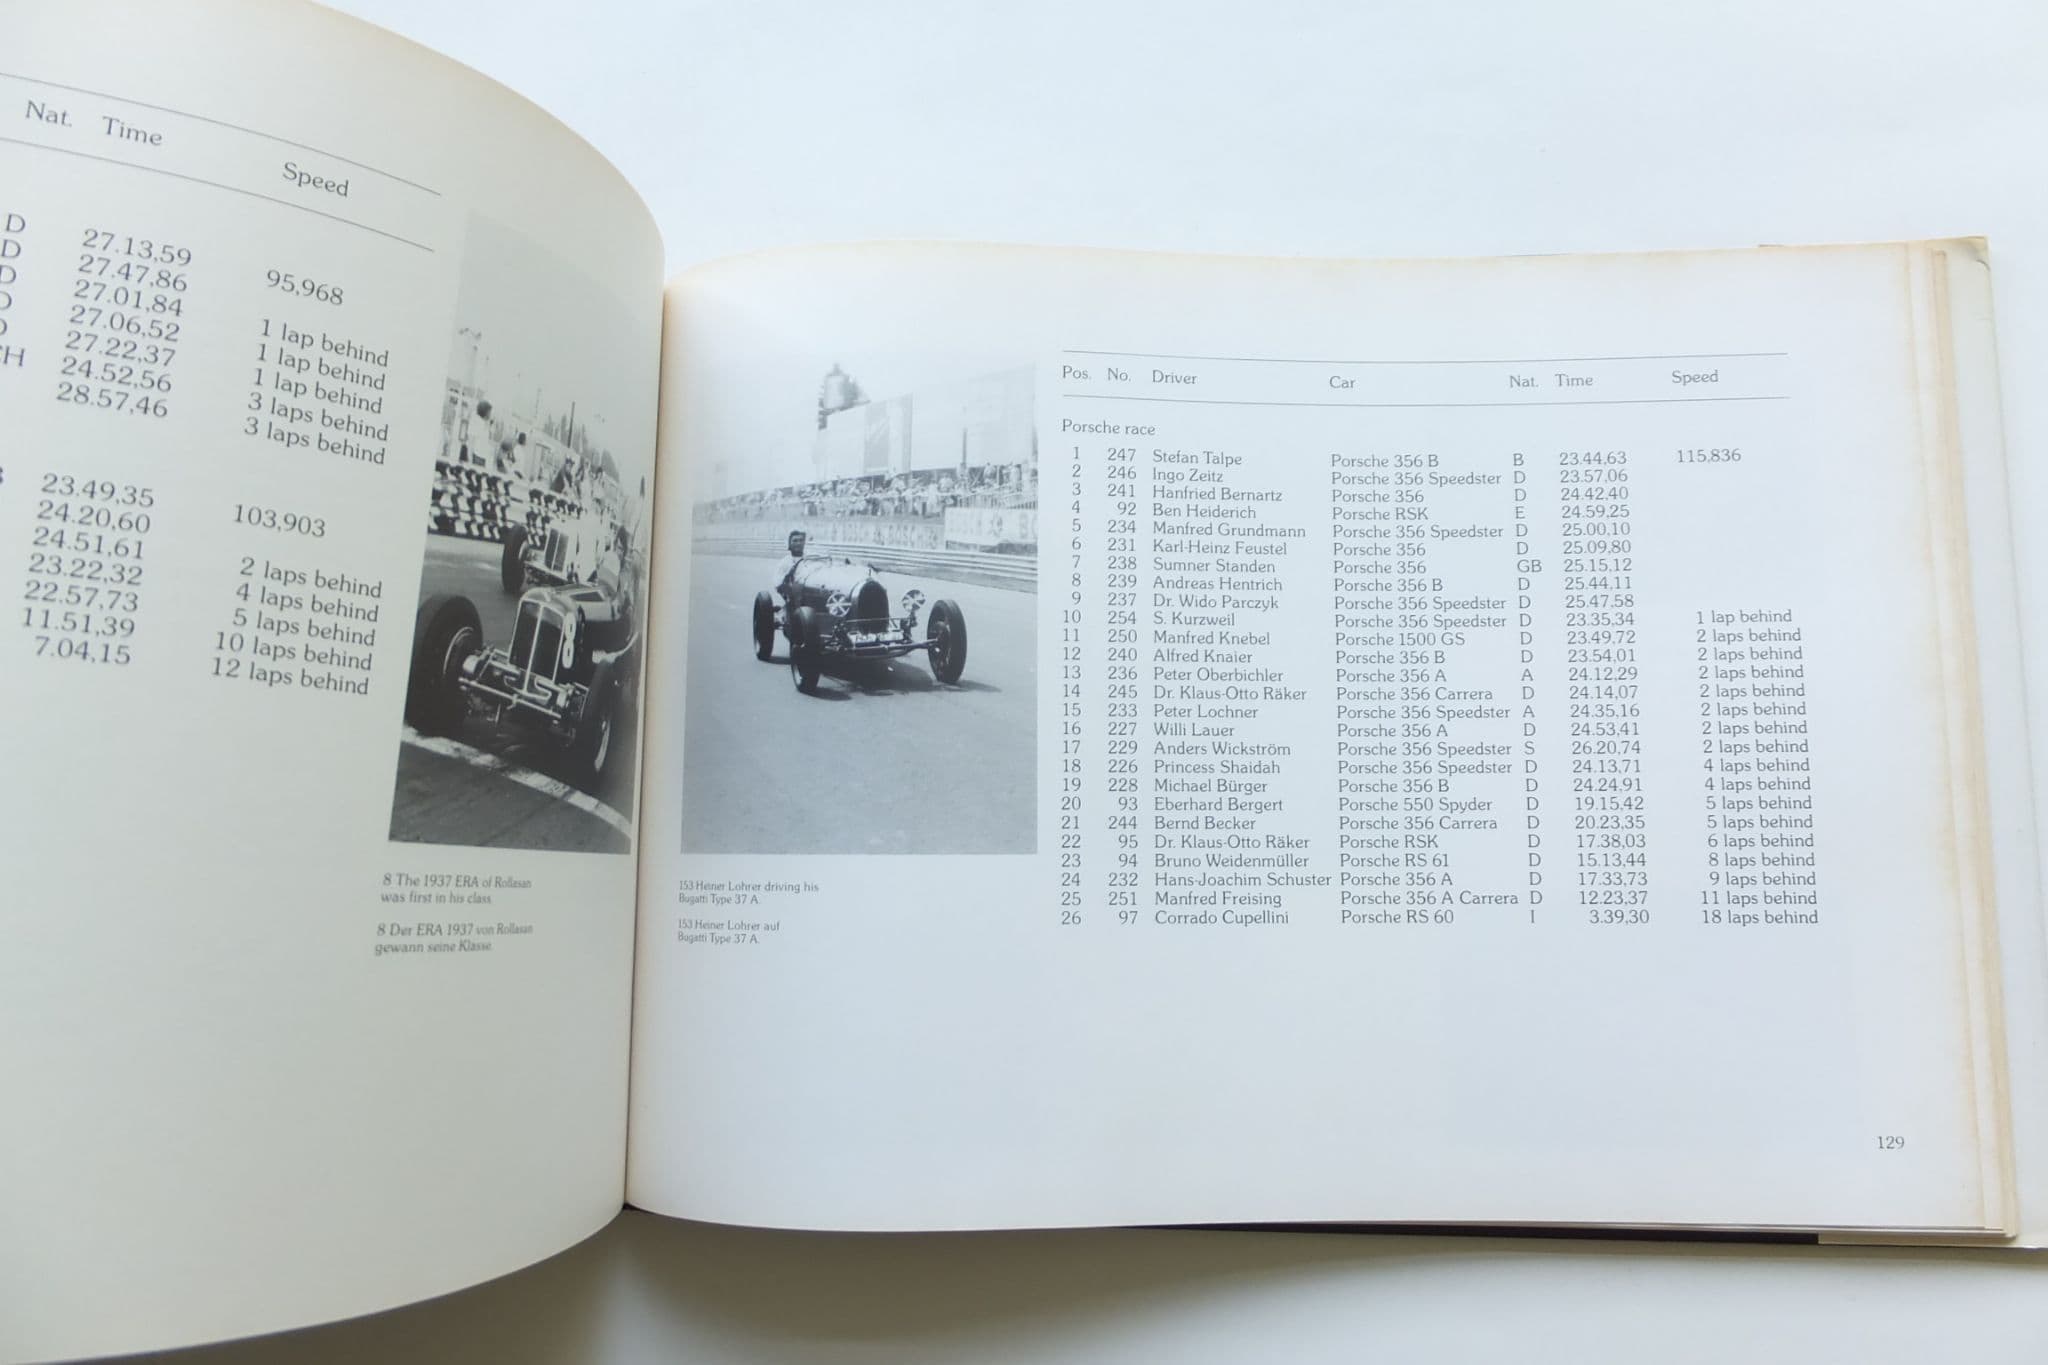 Nat. Time Speed
D 27.13,59 95,968
D 27.47,86 1 lap behind
D 27.01,84 1 lap behind
D 27.06,52 1 lap behind
D 27.22,37 3 laps behind
CH 24.52,56 3 laps behind
28.57,46
23.49,35 103,903
24.20,60
24.51,61 2 laps behind
23.22,32 4 laps behind
22.57,73 5 laps behind
11.51,39 10 laps behind
7.04,15 12 laps behind
8
8 The 1937 ERA of Rollasan
was first in his class.
8 Der ERA 1937 von Rollasan
gewann seine Klasse.
BOSCH
153 Heiner Lohrer driving his
Bugatti Type 37 A.
153 Heiner Lohrer auf
Bugatti Type 37 A.
Pos. No. Driver Car Nat. Time Speed
Porsche race
1 247 Stefan Talpe Porsche 356 B B 23.44,63 115,836
2 246 Ingo Zeitz Porsche 356 Speedster D 23.57,06
3 241 Hanfried Bernartz Porsche 356 D 24.42,40
4 92 Ben Heiderich Porsche RSK E 24.59,25
5 234 Manfred Grundmann Porsche 356 Speedster D 25.00,10
6 231 Karl-Heinz Feustel Porsche 356 D 25.09,80
7 238 Sumner Standen Porsche 356 GB 25.15,12
8 239 Andreas Hentrich Porsche 356 B D 25.44,11
9 237 Dr. Wido Parczyk Porsche 356 Speedster D 25.47,58
10 254 S. Kurzweil Porsche 356 Speedster D 23.35,34 1 lap behind
11 250 Manfred Knebel Porsche 1500 GS D 23.49,72 2 laps behind
12 240 Alfred Knaier Porsche 356 B D 23.54,01 2 laps behind
13 236 Peter Oberbichler Porsche 356 A A 24.12,29 2 laps behind
14 245 Dr. Klaus-Otto Räker Porsche 356 Carrera D 24.14,07 2 laps behind
15 233 Peter Lochner Porsche 356 Speedster A 24.35,16 2 laps behind
16 227 Willi Lauer Porsche 356 A D 24.53,41 2 laps behind
17 229 Anders Wickström Porsche 356 Speedster S 26.20,74 2 laps behind
18 226 Princess Shaidah Porsche 356 Speedster D 24.13,71 4 laps behind
19 228 Michael Bürger Porsche 356 B D 24.24,91 4 laps behind
20 93 Eberhard Bergert Porsche 550 Spyder D 19.15,42 5 laps behind
21 244 Bernd Becker Porsche 356 Carrera D 20.23,35 5 laps behind
22 95 Dr. Klaus-Otto Räker Porsche RSK D 17.38,03 6 laps behind
23 94 Bruno Weidenmüller Porsche RS 61 D 15.13,44 8 laps behind
24 232 Hans-Joachim Schuster Porsche 356 A D 17.33,73 9 laps behind
25 251 Manfred Freising Porsche 356 A Carrera D 12.23,37 11 laps behind
26 97 Corrado Cupellini Porsche RS 60 I 3.39,30 18 laps behind
129